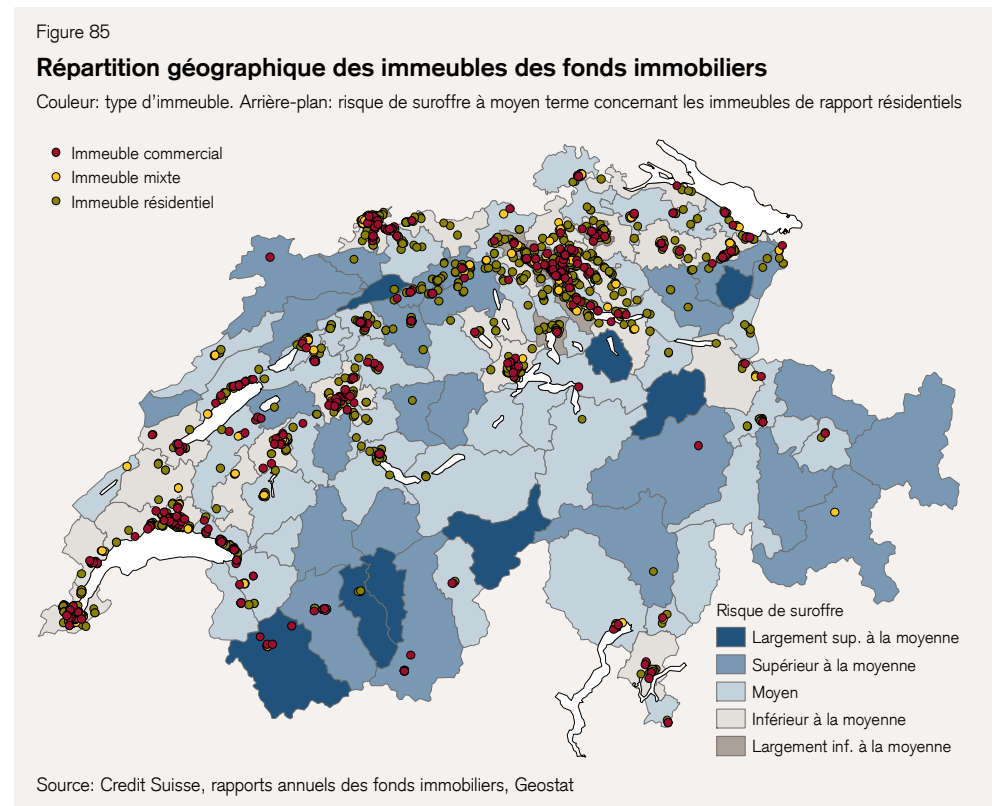 Figure 85
Répartition géographique des immeubles des fonds immobiliers
Couleur: type d'immeuble. Arrière-plan: risque de suroffre à moyen terme concernant les immeubles de rapport résidentiels
Immeuble commercial
Immeuble mixte
Immeuble résidentiel
Risque de suroffre
Largement sup. à la moyenne
Supérieur à la moyenne
Moyen
Inférieur à la moyenne
Largement inf. à la moyenne
Source: Credit Suisse, rapports annuels des fonds immobiliers, Geostat